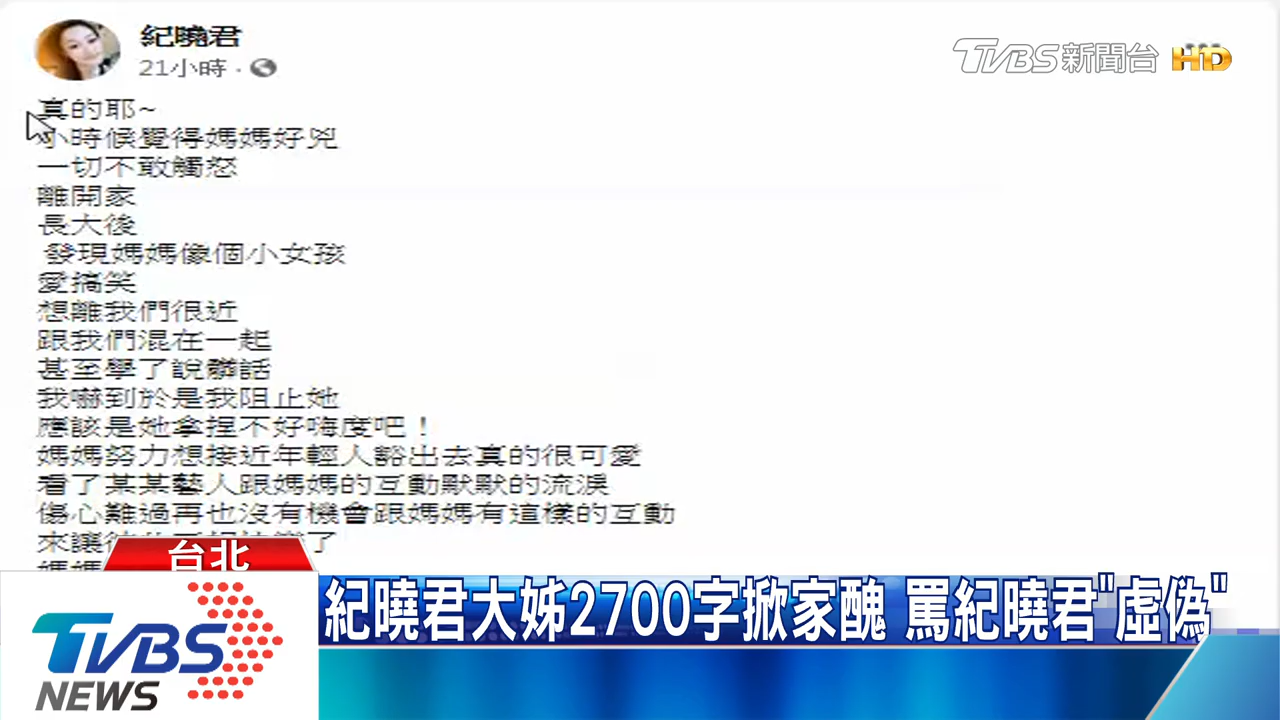 紀曉君
21小時 ·
TVBS新聞台 HD
真的耶~
小時候覺得媽媽好兇
一切不敢觸怒
離開家
長大後
發現媽媽像個小女孩
愛搞笑
想離我們很近
跟我們混在一起
甚至學了說髒話
我嚇到於是我阻止她
應該是她拿捏不好嗨度吧！
媽媽努力想接近年輕人豁出去真的很可愛
看了某某藝人跟媽媽的互動默默的流淚
傷心難過再也沒有機會跟媽媽有這樣的互動
來讓
了
媽媽
台北
紀曉君大姊2700字掀家醜 罵紀曉君"虛偽"
TVBS
NEWS